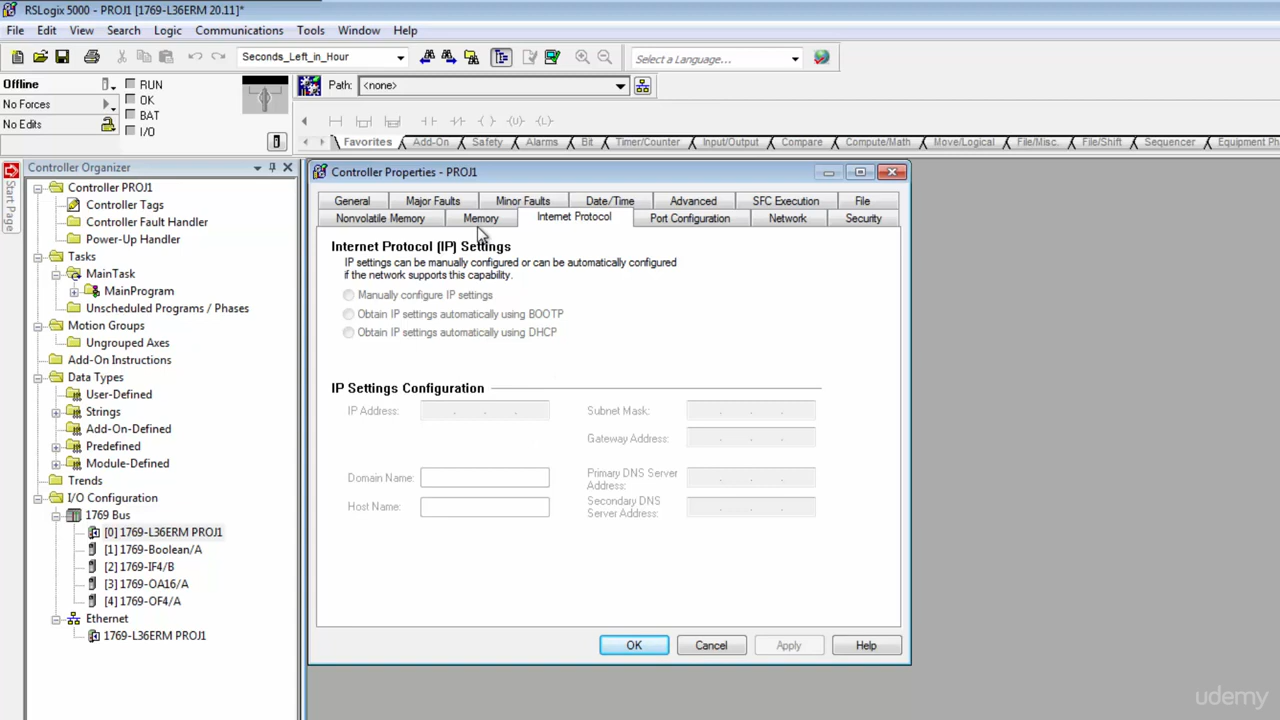 RSLogix 5000 - PROJ1 [1769-L36ERM 20.11]*
File Edit View Search Logic Communications Tools Window Help
Seconds_Left_in_Hour
Select a Language...
Offline
RUN
Path: <none>
No Forces
OK
BAT
No Edits
I/O
Favorites Add-On Safety Alarms Bit Timer/Counter Input/Output Compare Compute/Math Move/Logical File/Misc. File/Shift Sequencer Equipment Ph
Start Page
Controller Organizer
Controller PROJ1
Controller Tags
Controller Fault Handler
Power-Up Handler
Tasks
MainTask
MainProgram
Unscheduled Programs / Phases
Motion Groups
Ungrouped Axes
Add-On Instructions
Data Types
User-Defined
Strings
Add-On-Defined
Predefined
Module-Defined
Trends
I/O Configuration
1769 Bus
[0] 1769-L36ERM PROJ1
[1] 1769-Boolean/A
[2] 1769-IF4/B
[3] 1769-OA16/A
[4] 1769-OF4/A
Ethernet
1769-L36ERM PROJ1
Controller Properties - PROJ1
General Major Faults Minor Faults Date/Time Advanced SFC Execution File
Nonvolatile Memory Memory Internet Protocol Port Configuration Network Security
Internet Protocol (IP) Settings
IP settings can be manually configured or can be automatically configured
if the network supports this capability.
Manually configure IP settings
Obtain IP settings automatically using BOOTP
Obtain IP settings automatically using DHCP
IP Settings Configuration
IP Address: . . .
Subnet Mask: . . .
Gateway Address: . . .
Domain Name:
Primary DNS Server
Address: . . .
Host Name:
Secondary DNS
Server Address: . . .
OK Cancel Apply Help
udemy